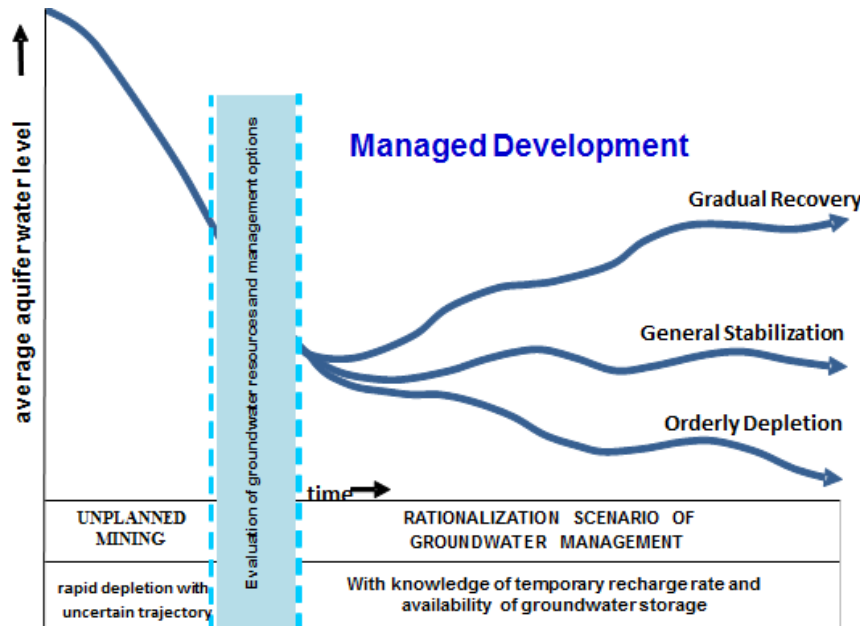 average aquifer water level
Evaluation of groundwater resources and management options
Managed Development
Gradual Recovery
General Stabilization
Orderly Depletion
time
UNPLANNED
MINING
RATIONALIZATION SCENARIO OF
GROUNDWATER MANAGEMENT
rapid depletion with
uncertain trajectory
With knowledge of temporary recharge rate and
availability of groundwater storage